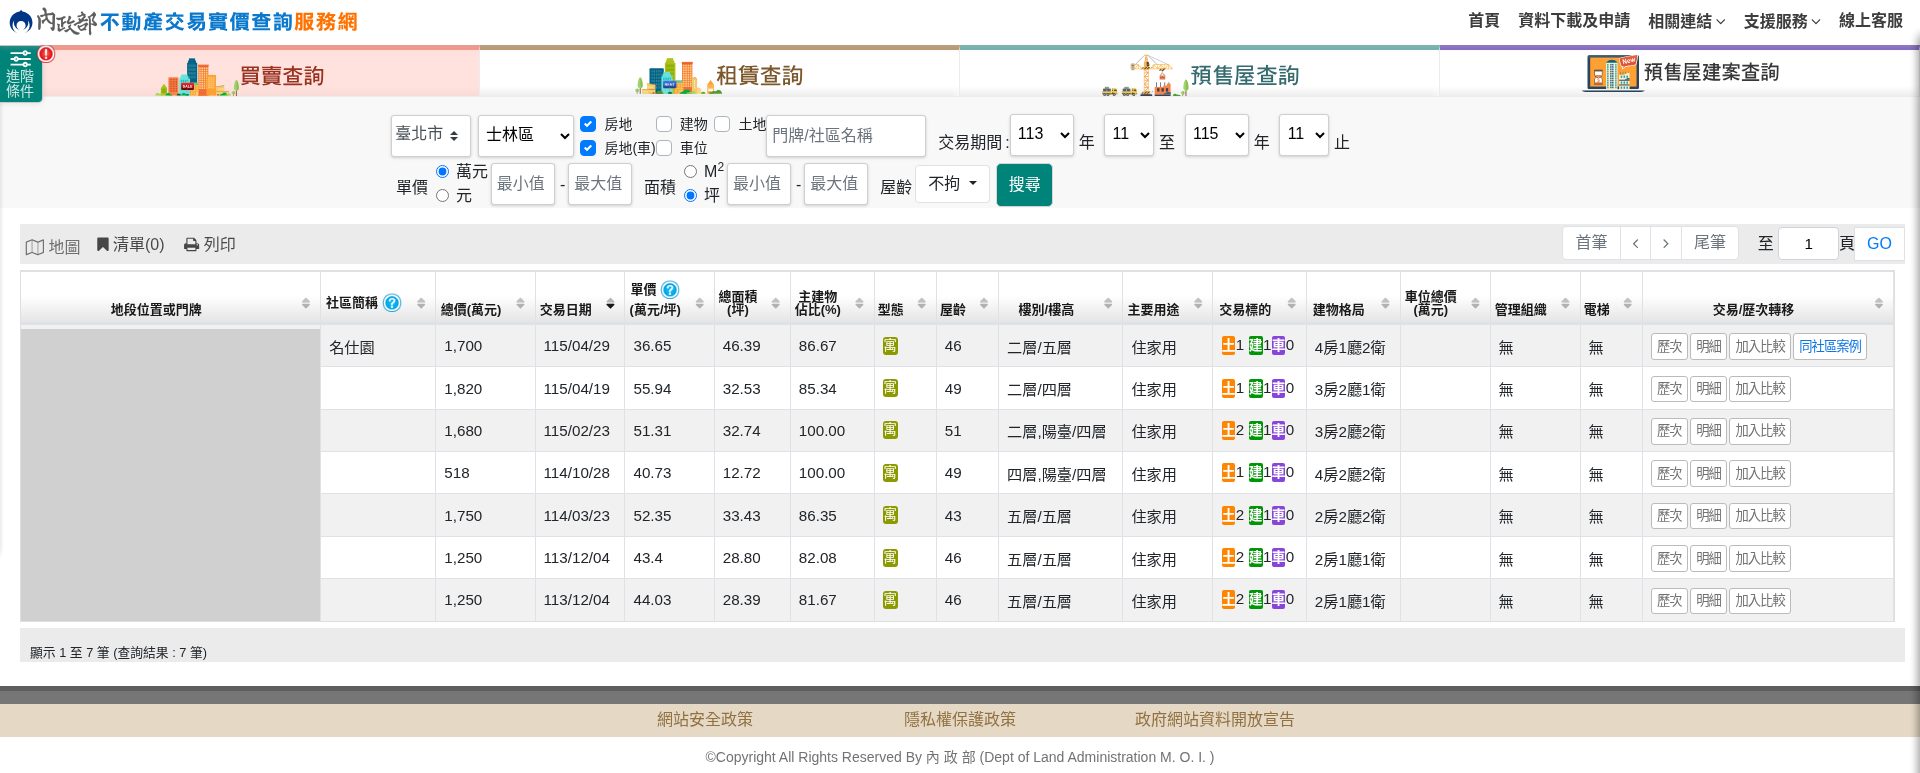 內政部不動產交易實價查詢服務網
首頁 資料下載及申請 相關連結 支援服務 線上客服
進階條件
買賣查詢 租賃查詢 預售屋查詢 預售屋建案查詢
臺北市 士林區 房地 建物 土地 房地(車) 車位 門牌/社區名稱 交易期間 : 113 年 11 至 115 年 11 止
單價 萬元 元 最小值 - 最大值 面積 M2 坪 最小值 - 最大值 屋齡 不拘 搜尋
地圖 清單(0) 列印 首筆 < > 尾筆 至 1 頁 GO
地段位置或門牌 社區簡稱 總價(萬元) 交易日期 單價(萬元/坪) 總面積(坪) 主建物佔比(%) 型態 屋齡 樓別/樓高 主要用途 交易標的 建物格局 車位總價(萬元) 管理組織 電梯 交易/歷次轉移
名仕園 1,700 115/04/29 36.65 46.39 86.67 寓 46 二層/五層 住家用 土1 建1車0 4房1廳2衛 無 無 歷次 明細 加入比較 同社區案例
1,820 115/04/19 55.94 32.53 85.34 寓 49 二層/四層 住家用 土1 建1車0 3房2廳1衛 無 無 歷次 明細 加入比較
1,680 115/02/23 51.31 32.74 100.00 寓 51 二層,陽臺/四層 住家用 土2 建1車0 3房2廳2衛 無 無 歷次 明細 加入比較
518 114/10/28 40.73 12.72 100.00 寓 49 四層,陽臺/四層 住家用 土1 建1車0 4房2廳2衛 無 無 歷次 明細 加入比較
1,750 114/03/23 52.35 33.43 86.35 寓 43 五層/五層 住家用 土2 建1車0 2房2廳2衛 無 無 歷次 明細 加入比較
1,250 113/12/04 43.4 28.80 82.08 寓 46 五層/五層 住家用 土2 建1車0 2房1廳1衛 無 無 歷次 明細 加入比較
1,250 113/12/04 44.03 28.39 81.67 寓 46 五層/五層 住家用 土2 建1車0 2房1廳1衛 無 無 歷次 明細 加入比較
顯示 1 至 7 筆 (查詢結果 : 7 筆)
網站安全政策 隱私權保護政策 政府網站資料開放宣告
©Copyright All Rights Reserved By 內 政 部 (Dept of Land Administration M. O. I. )